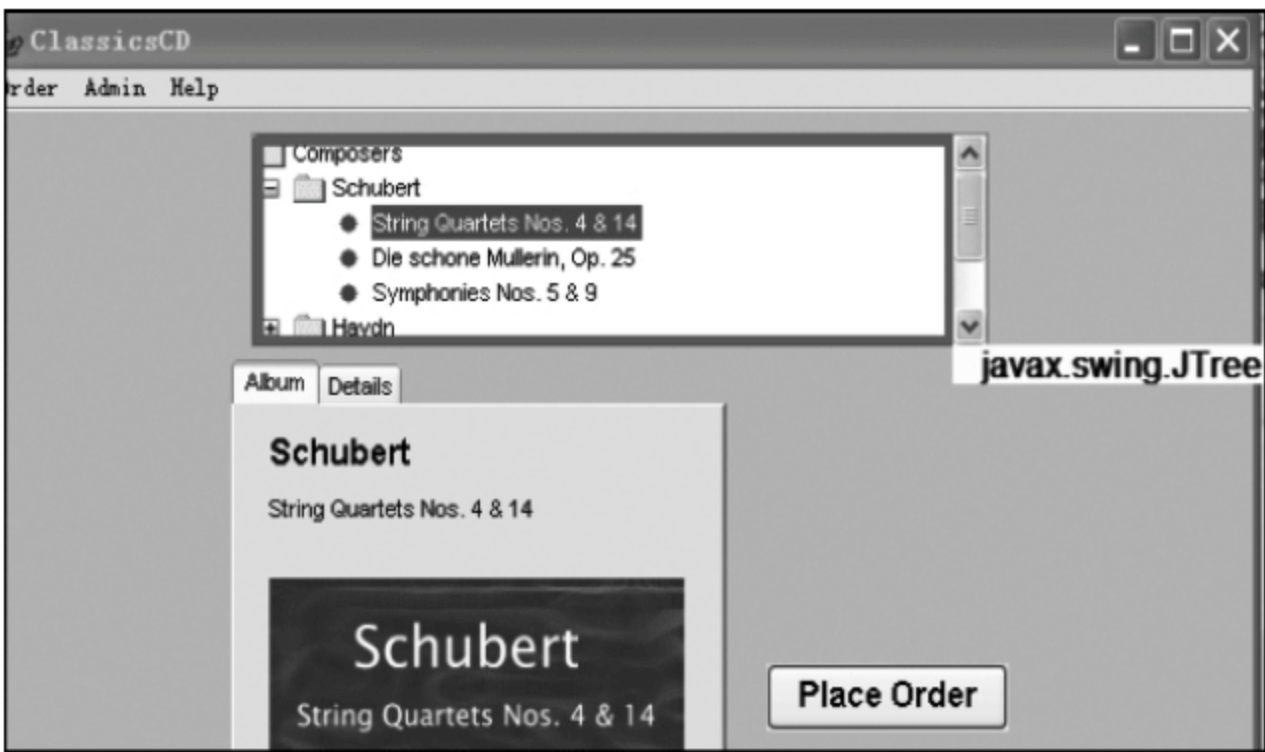 ClassicsCD
Order Admin Help
Composers
Schubert
String Quartets Nos. 4 & 14
Die schone Mullerin, Op. 25
Symphonies Nos. 5 & 9
Haydn
javax.swing.JTree
Album Details
Schubert
String Quartets Nos. 4 & 14
Schubert
String Quartets Nos. 4 & 14
Place Order